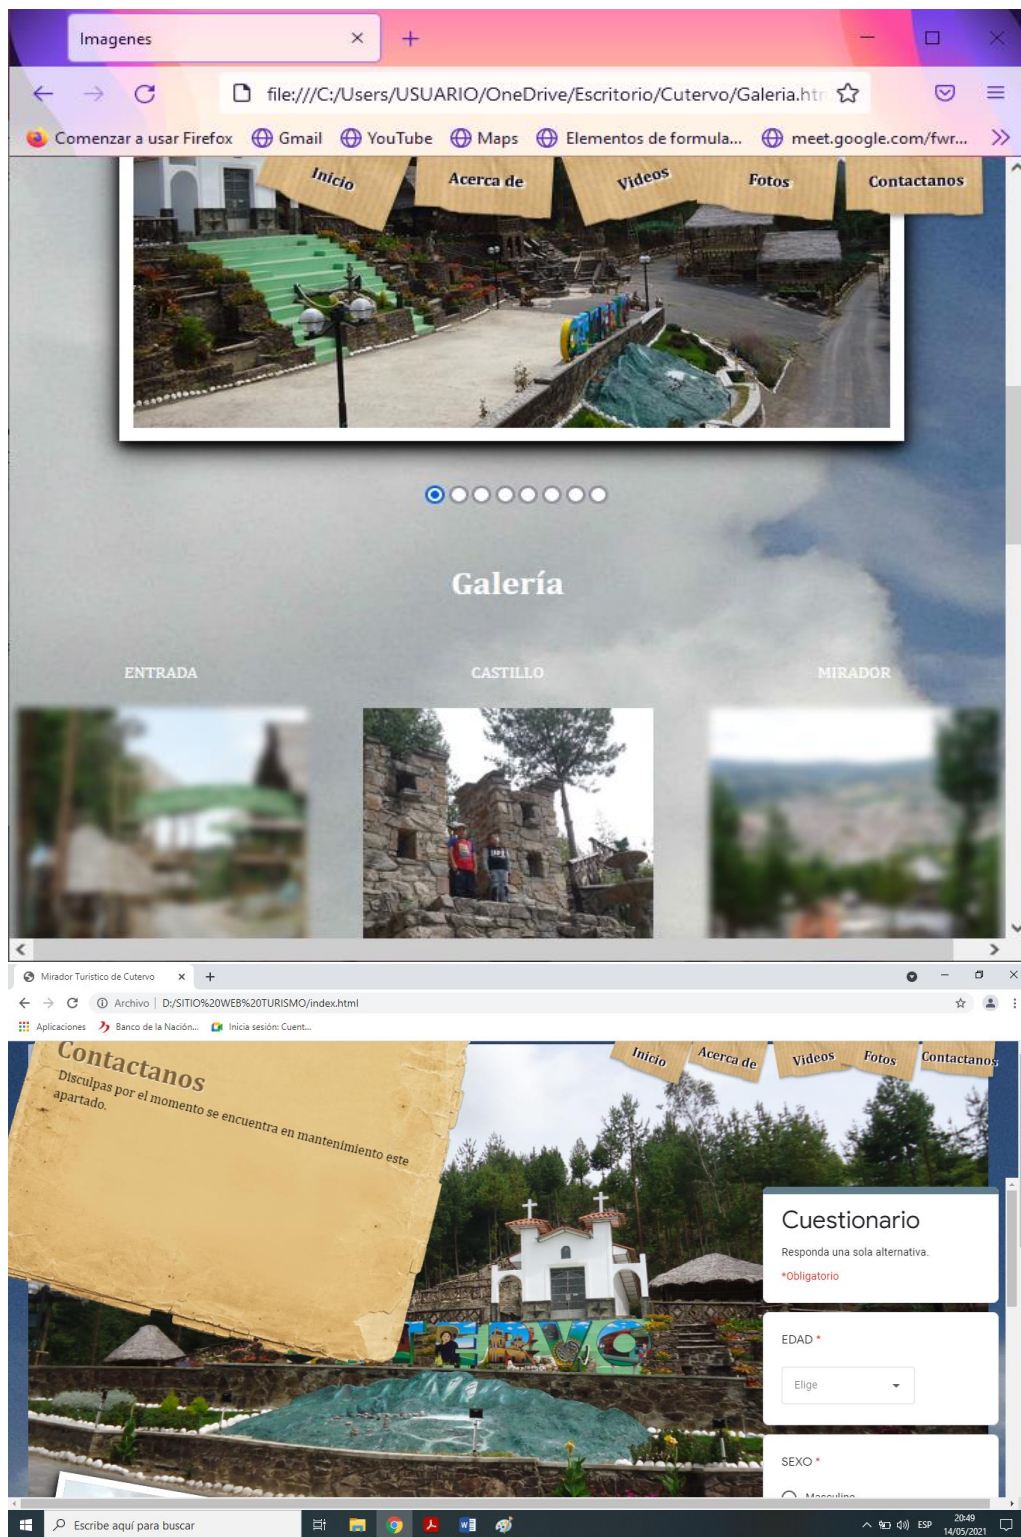 Imagenes
file:///C:/Users/USUARIO/OneDrive/Escritorio/Cutervo/Galeria.htm
Comenzar a usar Firefox Gmail YouTube Maps Elementos de formula... meet.google.com/fwr...
Inicio Acerca de Videos Fotos Contactanos
Galería
ENTRADA CASTILLO MIRADOR
Mirador Turistico de Cutervo
Archivo | D:/SITIO%20WEB%20TURISMO/index.html
Aplicaciones Banco de la Nación... Inicia sesión: Cuent...
Inicio Acerca de Videos Fotos Contactanos
Contactanos
Disculpas por el momento se encuentra en mantenimiento este
apartado.
Cuestionario
Responda una sola alternativa.
*Obligatorio
EDAD *
Elige
SEXO *
Masculino
Escribe aquí para buscar
ESP
20:49
14/05/2021